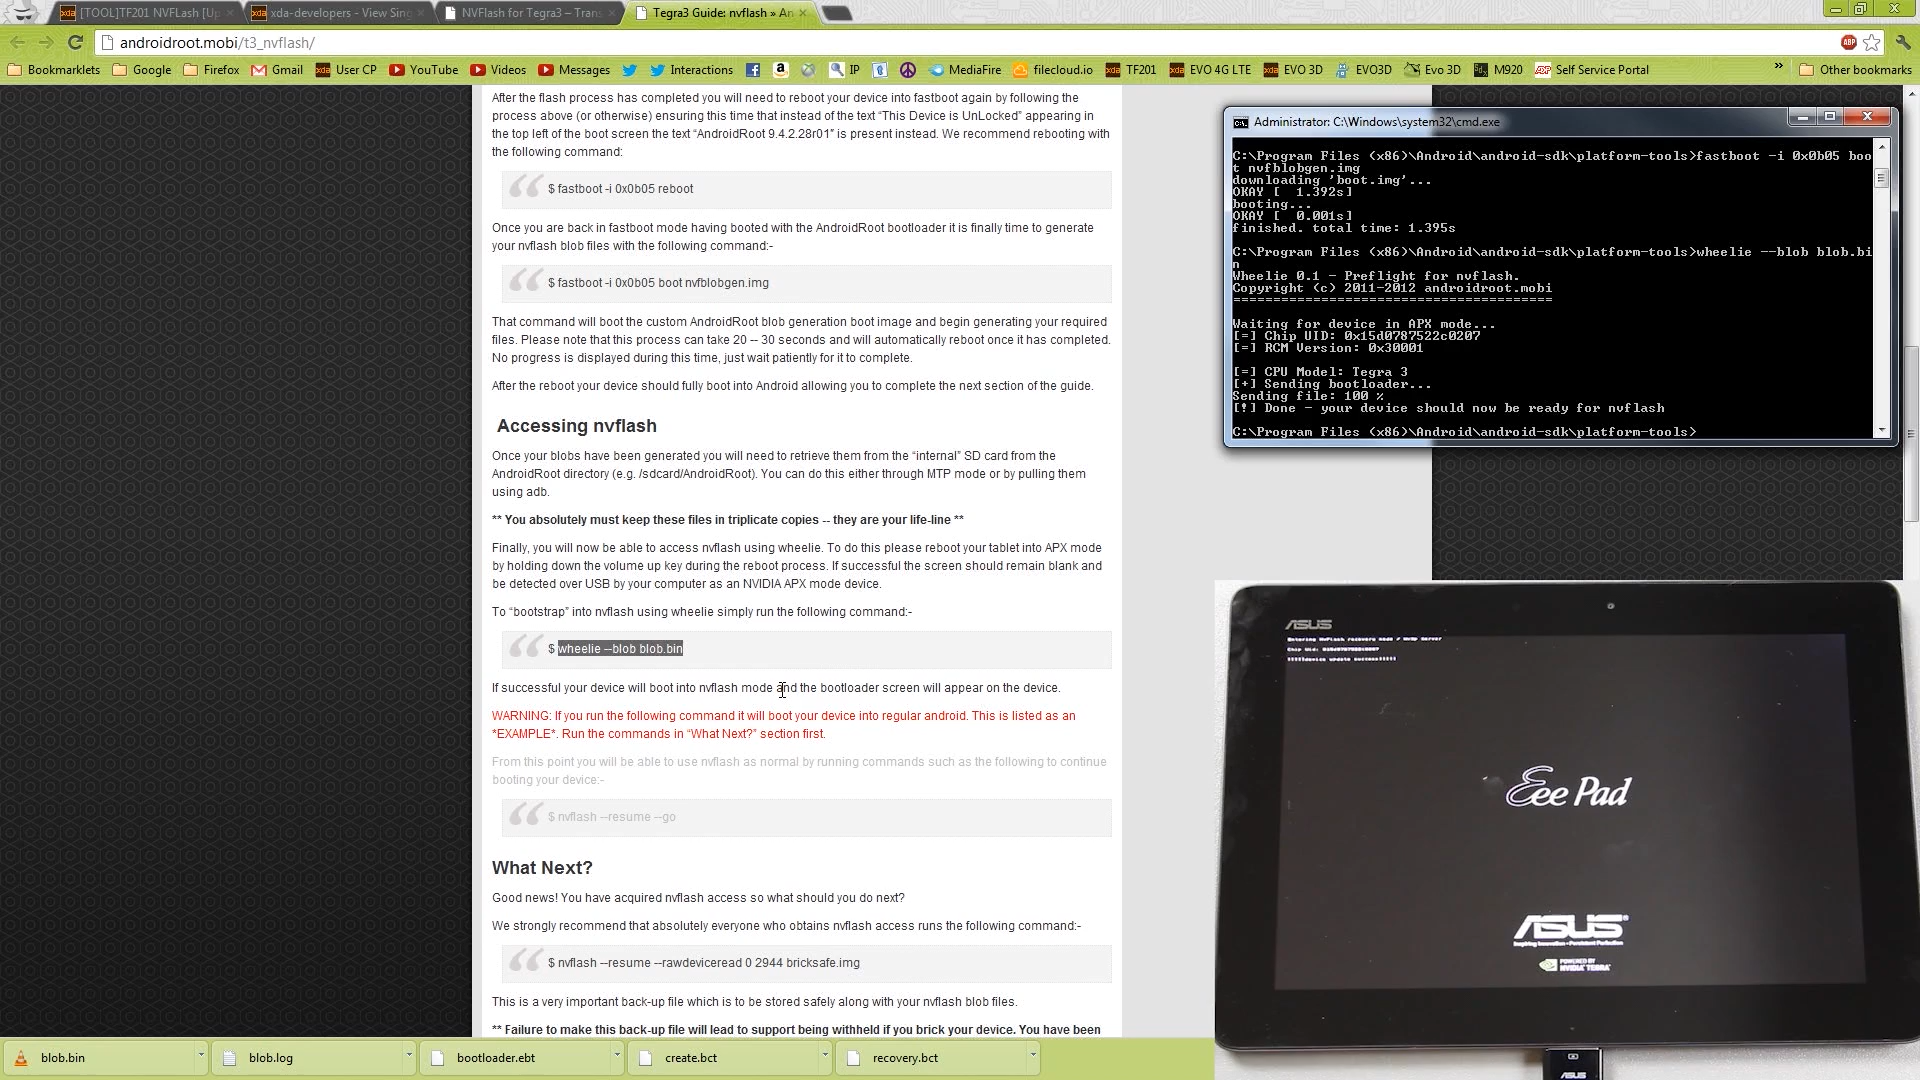 [TOOL]TF201 NVFLash [Up
xda-developers - View Sing
NVFlash for Tegra3 – Trans
Tegra3 Guide: nvflash » An
androidroot.mobi/t3_nvflash/
ABP
Bookmarklets
Google
Firefox
Gmail
User CP
YouTube
Videos
Messages
Interactions
IP
MediaFire
filecloud.io
TF201
EVO 4G LTE
EVO 3D
EVO3D
Evo 3D
M920
Self Service Portal
»
Other bookmarks
After the flash process has completed you will need to reboot your device into fastboot again by following the
process above (or otherwise) ensuring this time that instead of the text “This Device is UnLocked” appearing in
the top left of the boot screen the text “AndroidRoot 9.4.2.28r01″ is present instead. We recommend rebooting with
the following command:
$ fastboot -i 0x0b05 reboot
Once you are back in fastboot mode having booted with the AndroidRoot bootloader it is finally time to generate
your nvflash blob files with the following command:-
$ fastboot -i 0x0b05 boot nvfblobgen.img
That command will boot the custom AndroidRoot blob generation boot image and begin generating your required
files. Please note that this process can take 20 -- 30 seconds and will automatically reboot once it has completed.
No progress is displayed during this time, just wait patiently for it to complete.
After the reboot your device should fully boot into Android allowing you to complete the next section of the guide.
Accessing nvflash
Once your blobs have been generated you will need to retrieve them from the “internal” SD card from the
AndroidRoot directory (e.g. /sdcard/AndroidRoot). You can do this either through MTP mode or by pulling them
using adb.
** You absolutely must keep these files in triplicate copies -- they are your life-line **
Finally, you will now be able to access nvflash using wheelie. To do this please reboot your tablet into APX mode
by holding down the volume up key during the reboot process. If successful the screen should remain blank and
be detected over USB by your computer as an NVIDIA APX mode device.
To “bootstrap” into nvflash using wheelie simply run the following command:-
$ wheelie --blob blob.bin
If successful your device will boot into nvflash mode and the bootloader screen will appear on the device.
WARNING: If you run the following command it will boot your device into regular android. This is listed as an
*EXAMPLE*. Run the commands in “What Next?” section first.
From this point you will be able to use nvflash as normal by running commands such as the following to continue
booting your device:-
$ nvflash --resume --go
What Next?
Good news! You have acquired nvflash access so what should you do next?
We strongly recommend that absolutely everyone who obtains nvflash access runs the following command:-
$ nvflash --resume --rawdeviceread 0 2944 bricksafe.img
This is a very important back-up file which is to be stored safely along with your nvflash blob files.
** Failure to make this back-up file will lead to support being withheld if you brick your device. You have been
Administrator: C:\Windows\system32\cmd.exe
C:\Program Files (x86)\Android\android-sdk\platform-tools>fastboot -i 0x0b05 boo
t nvfblobgen.img
downloading 'boot.img'...
OKAY [  1.392s]
booting...
OKAY [  0.001s]
finished. total time: 1.395s
C:\Program Files (x86)\Android\android-sdk\platform-tools>wheelie --blob blob.bi
n
Wheelie 0.1 - Preflight for nvflash.
Copyright (c) 2011-2012 androidroot.mobi
========================================
Waiting for device in APX mode...
[=] Chip UID: 0x15d0787522c0207
[=] RCM Version: 0x30001
[=] CPU Model: Tegra 3
[+] Sending bootloader...
Sending file: 100 %
[!] Done - your device should now be ready for nvflash
C:\Program Files (x86)\Android\android-sdk\platform-tools>
ASUS
Entering NvFlash recovery mode / Nv3p Server
Chip Uid:
Eee Pad
ASUS
Inspiring Innovation · Persistent Perfection
POWERED BY
NVIDIA TEGRA
ASUS
blob.bin
blob.log
bootloader.ebt
create.bct
recovery.bct